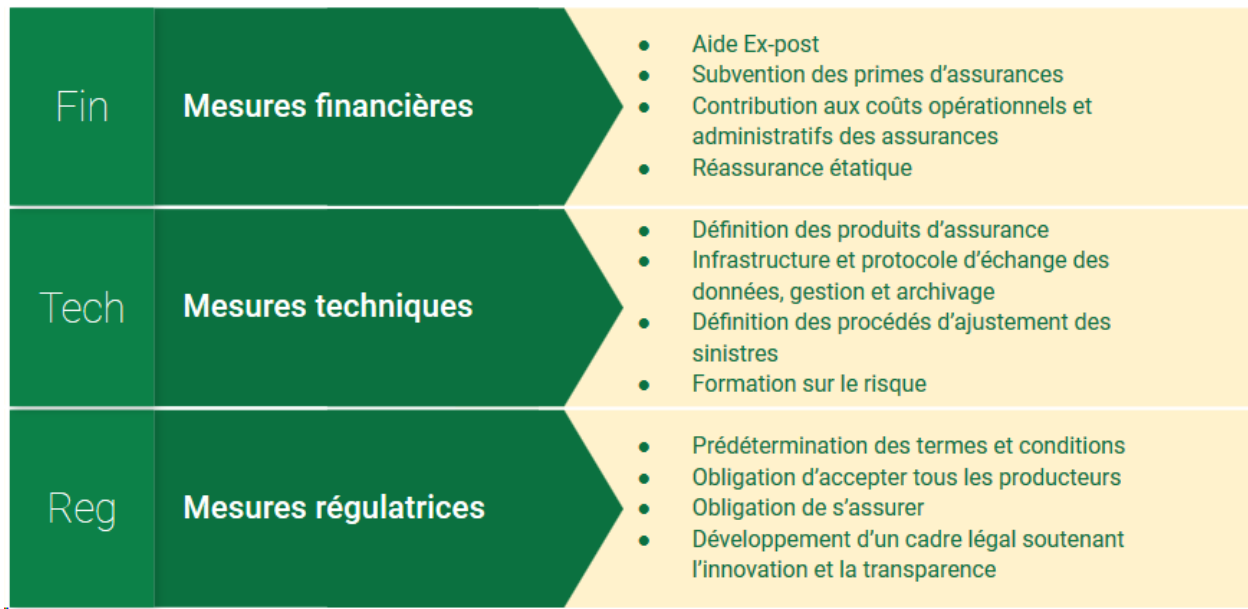 Fin
Mesures financières
● Aide Ex-post
● Subvention des primes d’assurances
● Contribution aux coûts opérationnels et
administratifs des assurances
● Réassurance étatique
Tech
Mesures techniques
● Définition des produits d’assurance
● Infrastructure et protocole d’échange des
données, gestion et archivage
● Définition des procédés d’ajustement des
sinistres
● Formation sur le risque
Reg
Mesures régulatrices
● Prédétermination des termes et conditions
● Obligation d’accepter tous les producteurs
● Obligation de s’assurer
● Développement d’un cadre légal soutenant
l’innovation et la transparence